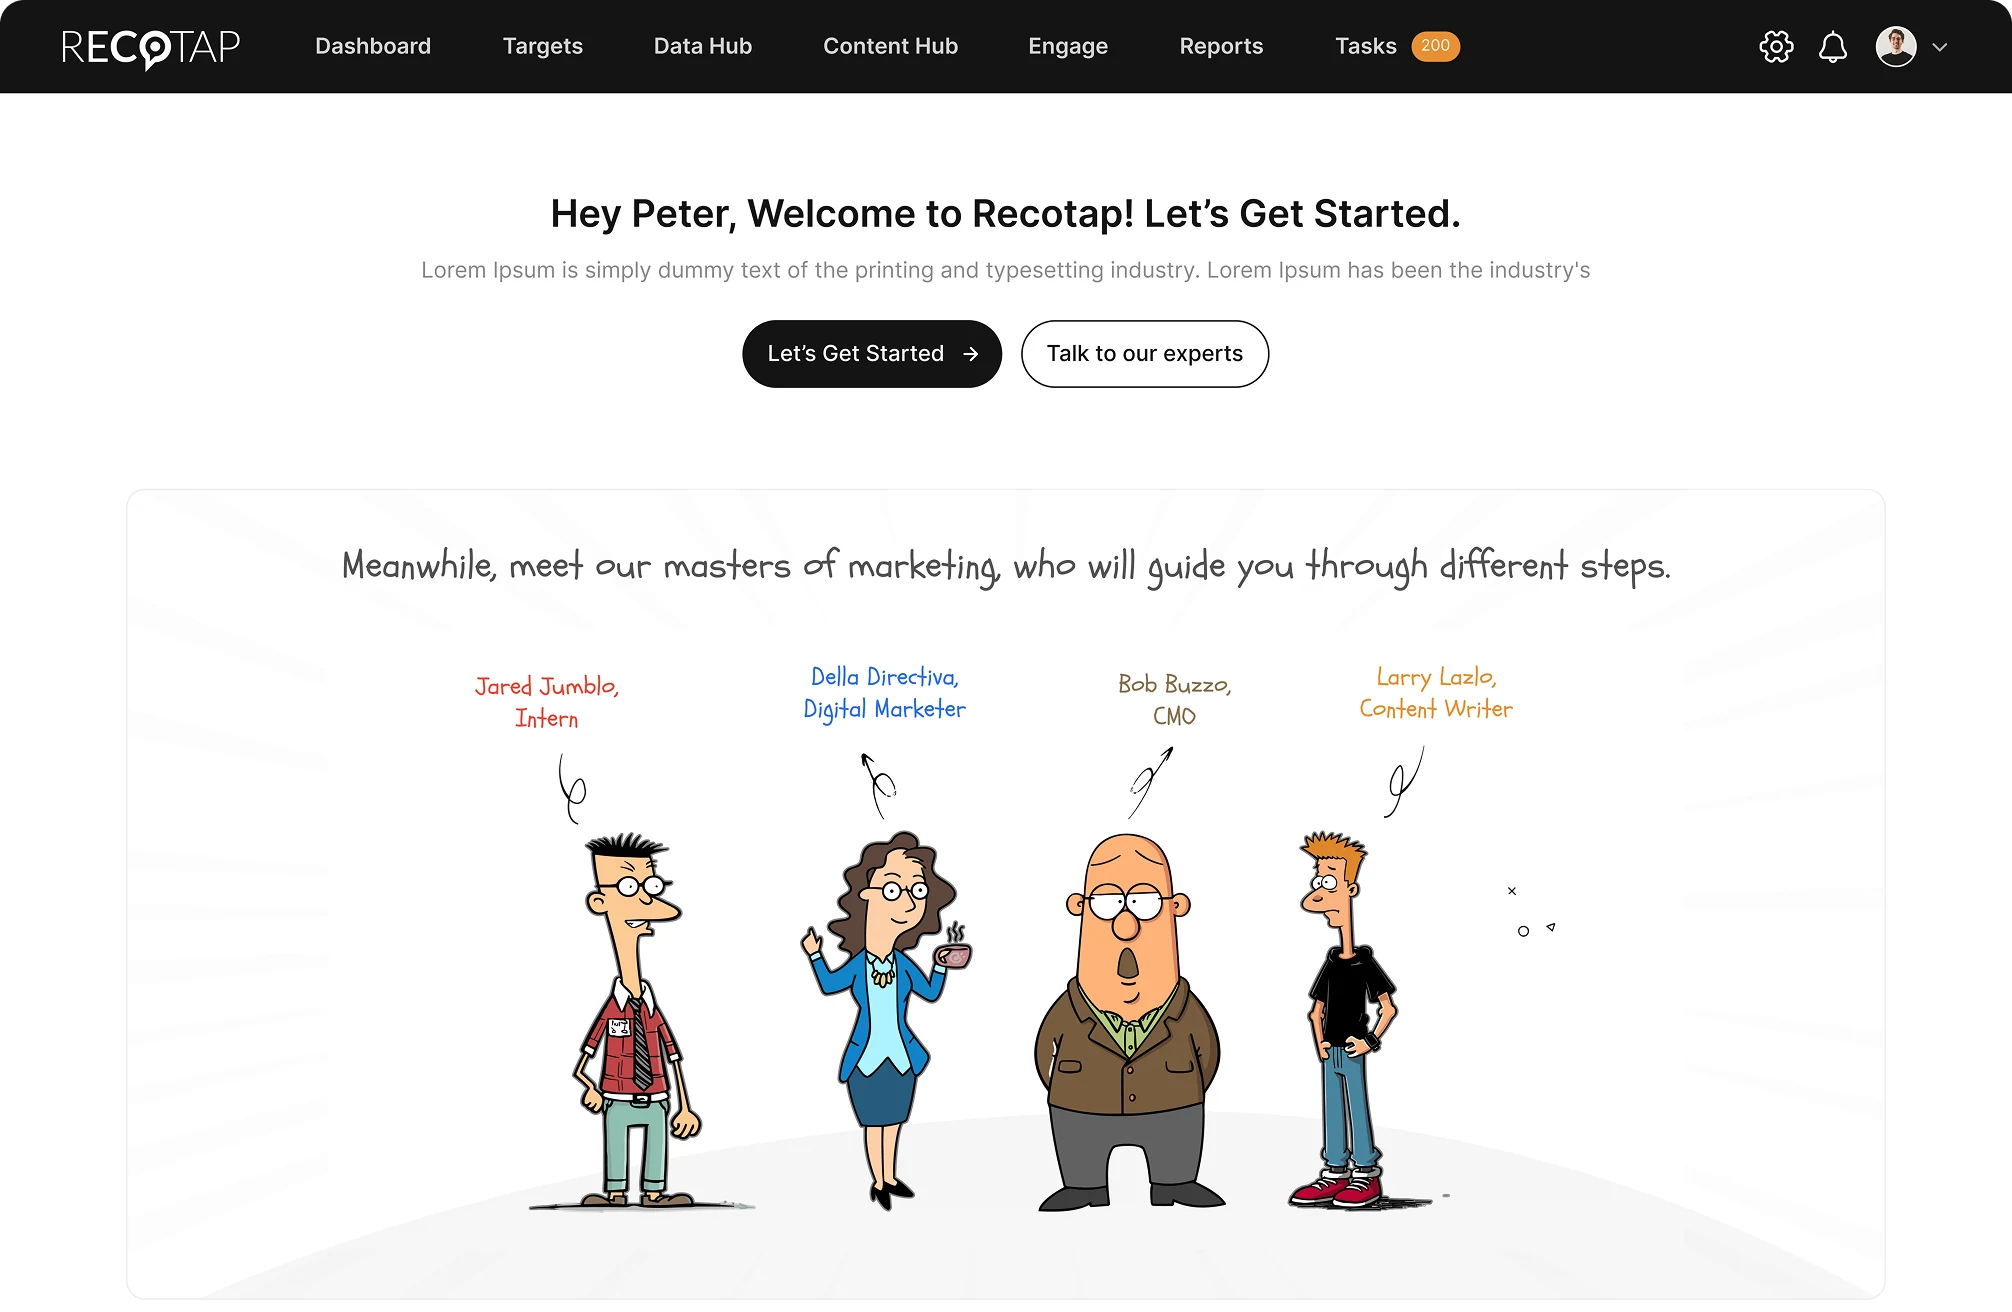 RECOTAP
Dashboard
Targets
Data Hub
Content Hub
Engage
Reports
Tasks 200
Hey Peter, Welcome to Recotap! Let’s Get Started.
Lorem Ipsum is simply dummy text of the printing and typesetting industry. Lorem Ipsum has been the industry's
Let’s Get Started
Talk to our experts
Meanwhile, meet our masters of marketing, who will guide you through different steps.
Jared Jumblo,
Intern
Della Directiva,
Digital Marketer
Bob Buzzo,
CMO
Larry Lazlo,
Content Writer